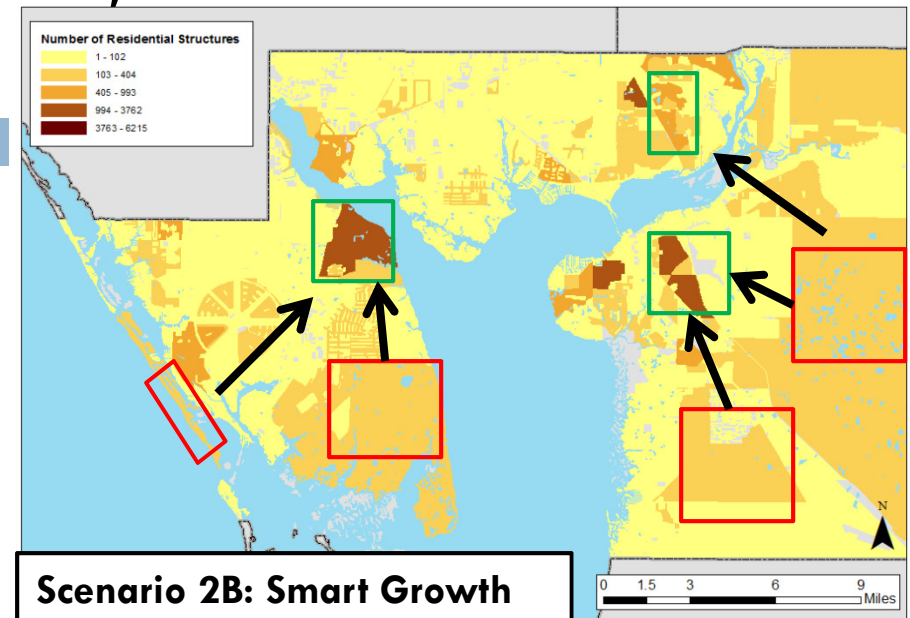 Number of Residential Structures
1 - 102
103 - 404
405 - 993
994 - 3762
3763 - 6215
N
Scenario 2B: Smart Growth
0 1.5 3 6 9
Miles